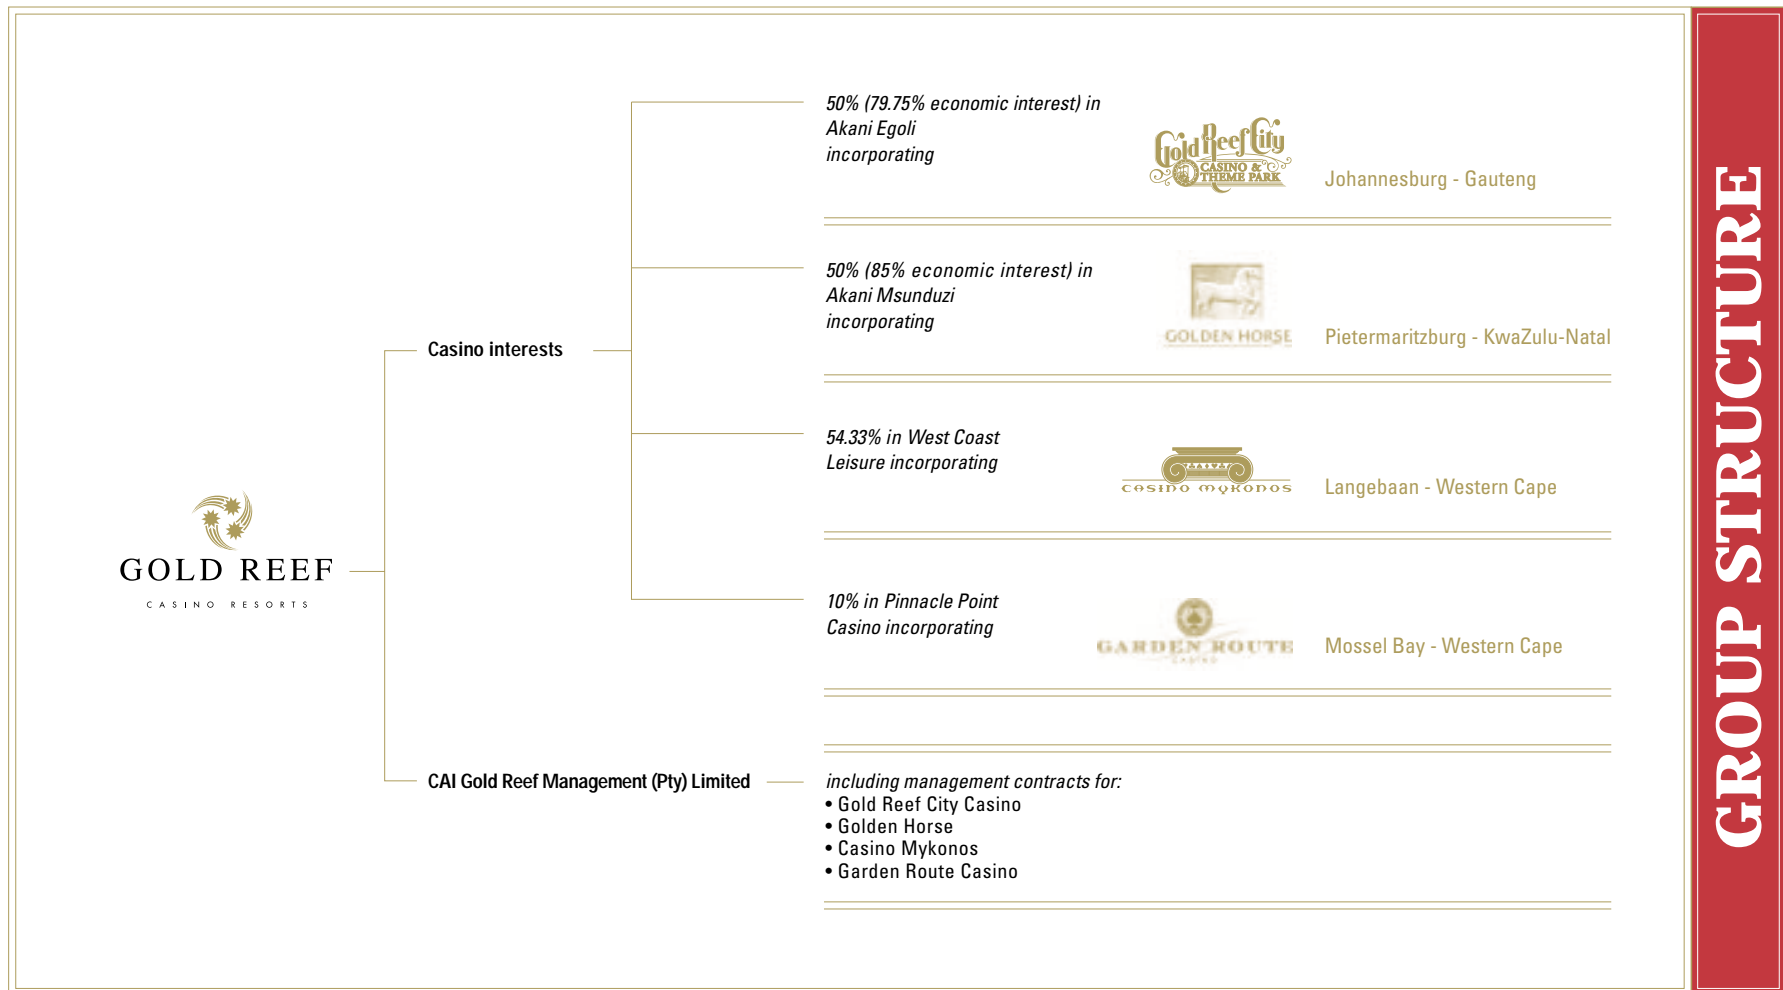 50% (79.75% economic interest) in
Akani Egoli
incorporating
Gold Reef City
CASINO &
THEME PARK
Johannesburg - Gauteng
50% (85% economic interest) in
Akani Msunduzi
incorporating
GOLDEN HORSE
Pietermaritzburg - KwaZulu-Natal
Casino interests
54.33% in West Coast
Leisure incorporating
CASINO MYKONOS
Langebaan - Western Cape
GOLD REEF
CASINO RESORTS
10% in Pinnacle Point
Casino incorporating
GARDEN ROUTE
CASINO
Mossel Bay - Western Cape
CAI Gold Reef Management (Pty) Limited
including management contracts for:
• Gold Reef City Casino
• Golden Horse
• Casino Mykonos
• Garden Route Casino
GROUP STRUCTURE